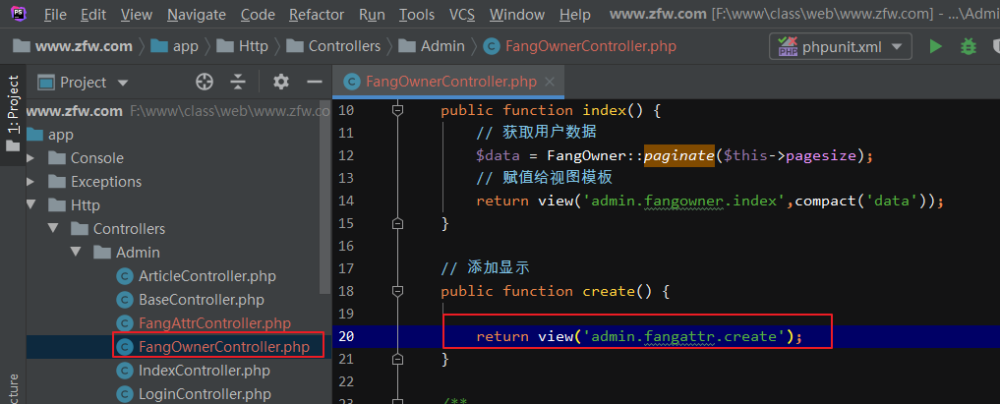 File Edit View Navigate Code Refactor Run Tools VCS Window Help www.zfw.com [F:\www\class\web\www.zfw.com] - ...\Admi
www.zfw.com app Http Controllers Admin FangOwnerController.php phpunit.xml
Project FangOwnerController.php
1: Project
www.zfw.com F:\www\class\web\www.zfw.co
app
Console
Exceptions
Http
Controllers
Admin
ArticleController.php
BaseController.php
FangAttrController.php
FangOwnerController.php
IndexController.php
LoginController.php
10 public function index() {
11 // 获取用户数据
12 $data = FangOwner::paginate($this->pagesize);
13 // 赋值给视图模板
14 return view('admin.fangowner.index',compact('data'));
15 }
16
17 // 添加显示
18 public function create() {
19
20 return view('admin.fangattr.create');
21 }
22
23 /**